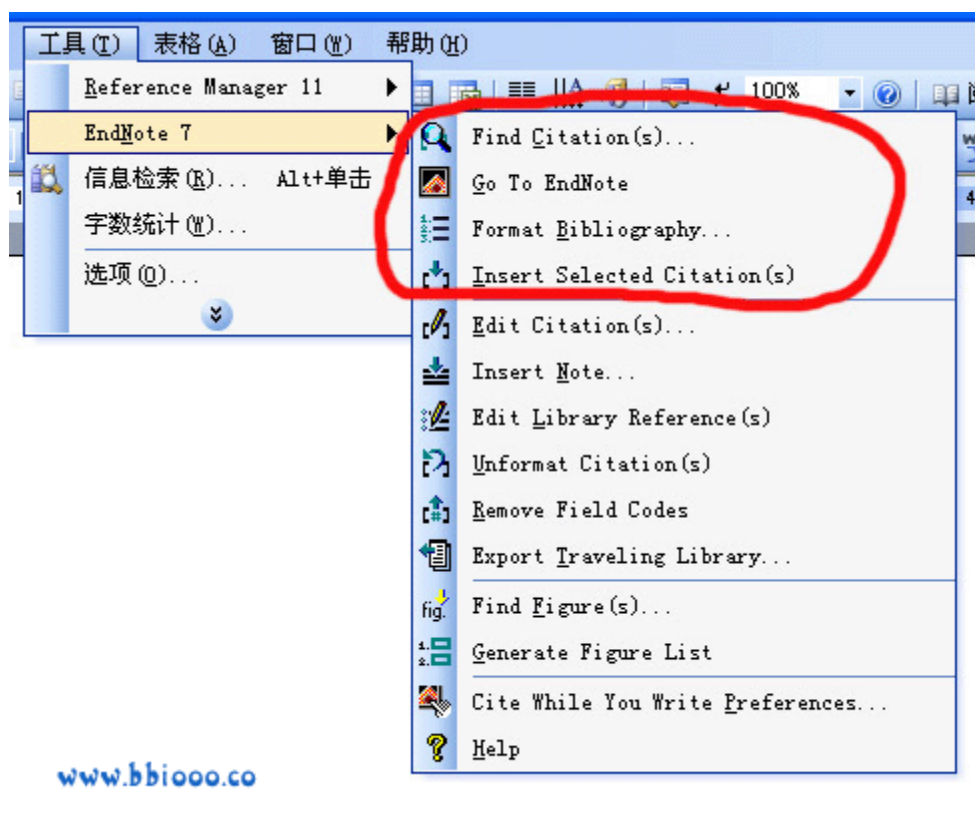 工具(T) 表格(A) 窗口(W) 帮助(H)
Reference Manager 11
100%
EndNote 7
Find Citation(s)...
信息检索(R)... Alt+单击
Go To EndNote
字数统计(W)...
Format Bibliography...
选项(O)...
Insert Selected Citation(s)
Edit Citation(s)...
Insert Note...
Edit Library Reference(s)
Unformat Citation(s)
Remove Field Codes
Export Traveling Library...
fig.
Find Figure(s)...
Generate Figure List
Cite While You Write Preferences...
Help
www.bbiooo.co